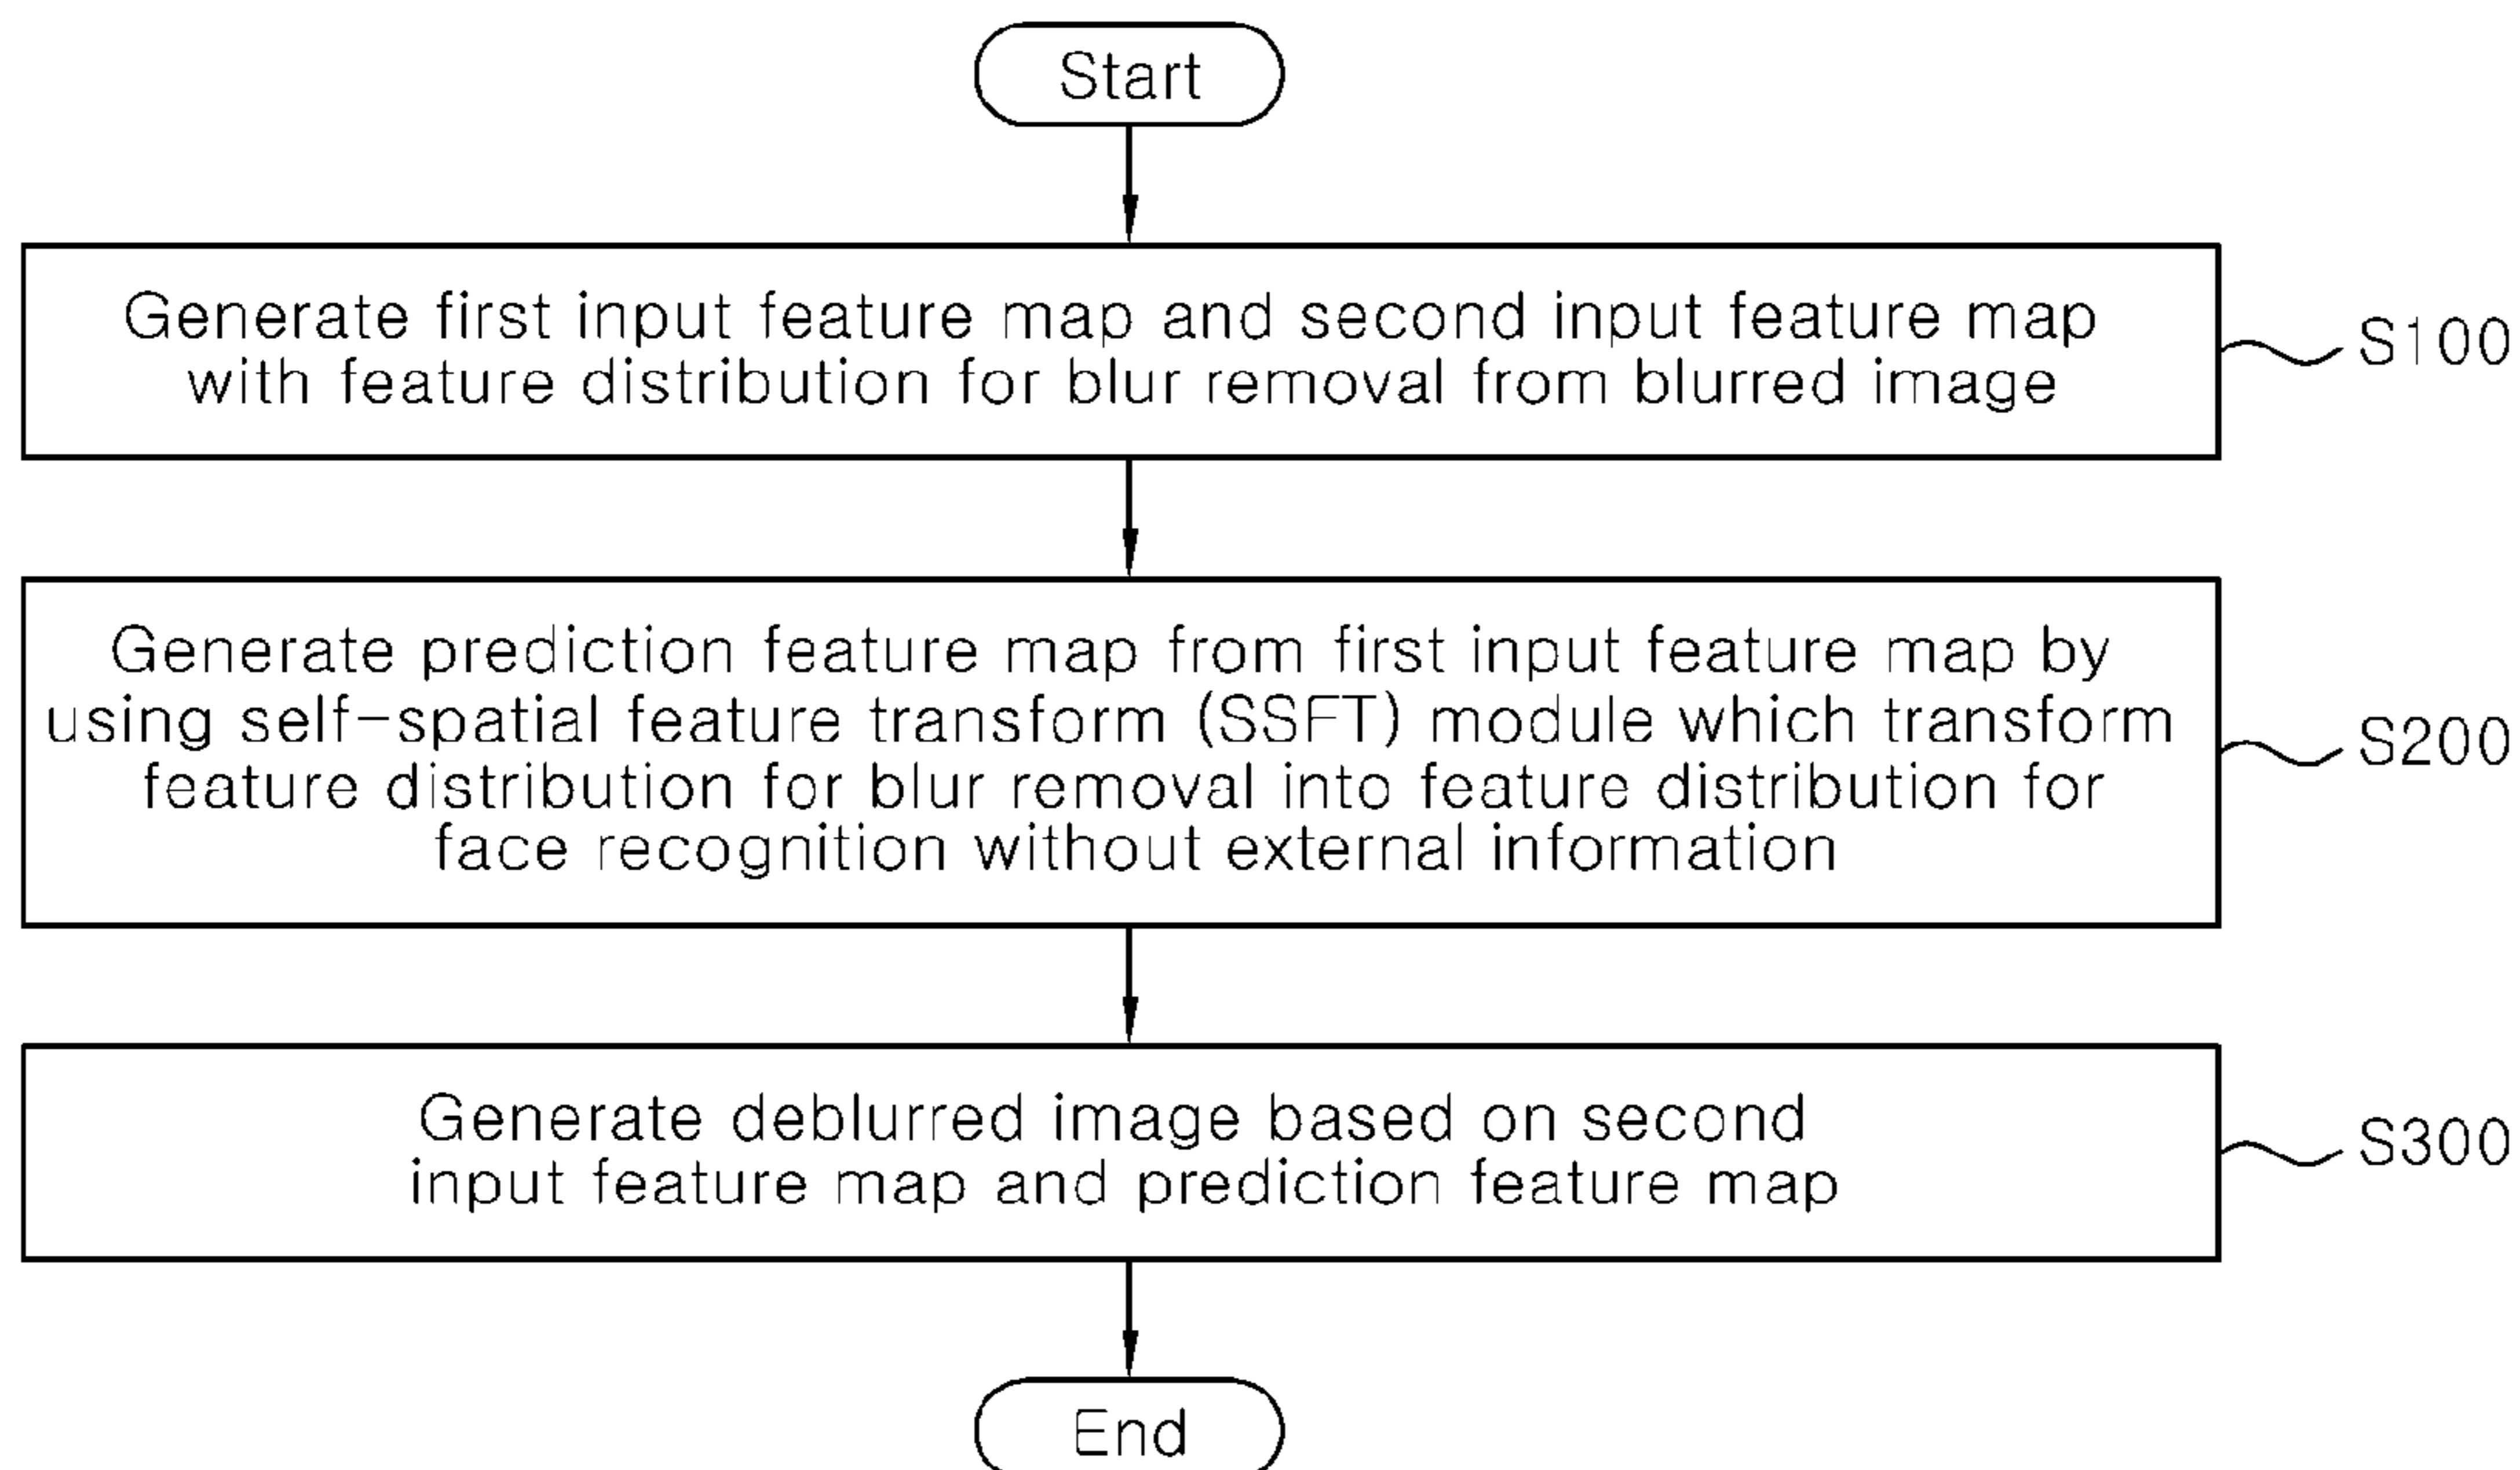 Start
Generate first input feature map and second input feature map
with feature distribution for blur removal from blurred image
S100
Generate prediction feature map from first input feature map by
using self-spatial feature transform (SSFT) module which transform
feature distribution for blur removal into feature distribution for
face recognition without external information
S200
Generate deblurred image based on second
input feature map and prediction feature map
S300
End